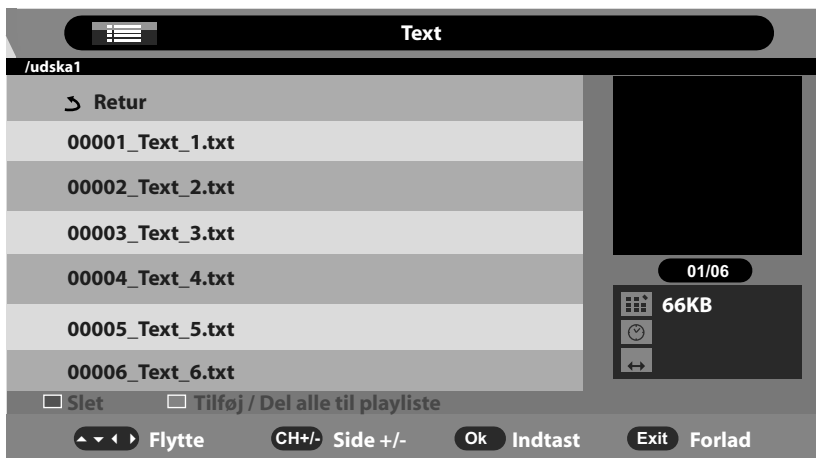 Text
/udska1
Retur
00001_Text_1.txt
00002_Text_2.txt
00003_Text_3.txt
00004_Text_4.txt
00005_Text_5.txt
00006_Text_6.txt
01/06
66KB
Slet Tilføj / Del alle til playliste
Flytte CH+/- Side +/- Ok Indtast Exit Forlad